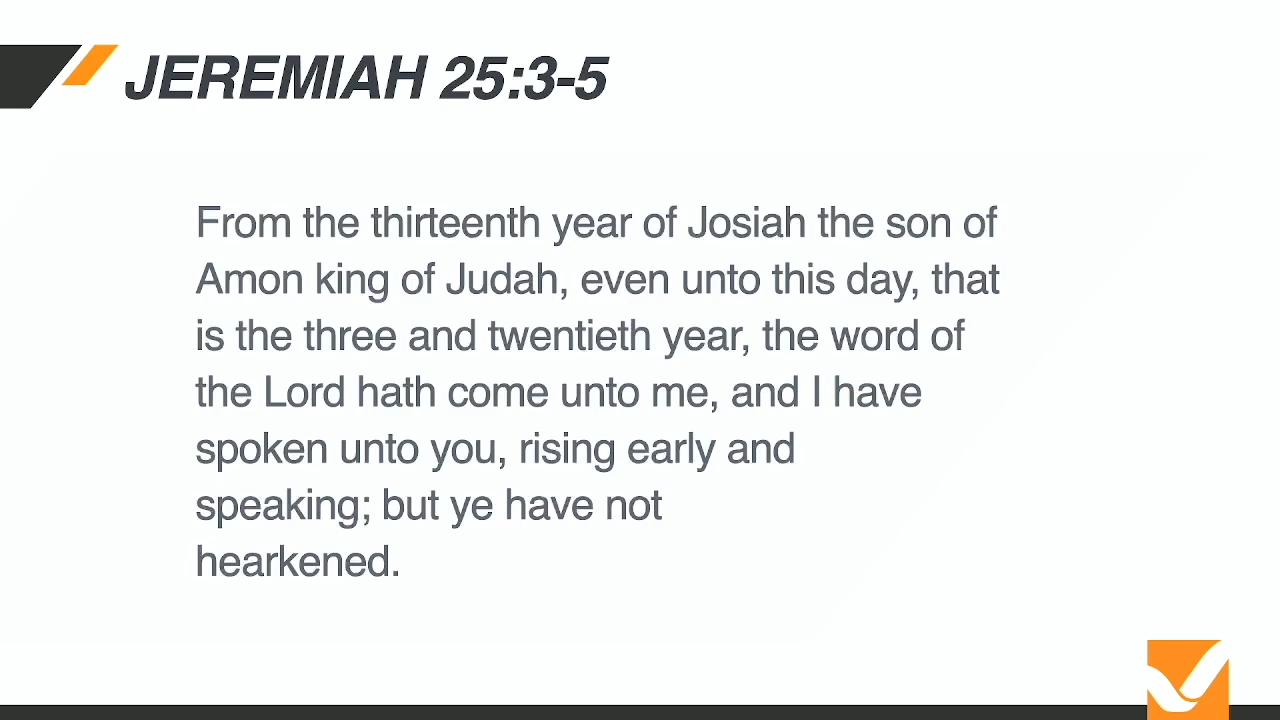 JEREMIAH 25:3-5
From the thirteenth year of Josiah the son of
Amon king of Judah, even unto this day, that
is the three and twentieth year, the word of
the Lord hath come unto me, and I have
spoken unto you, rising early and
speaking; but ye have not
hearkened.